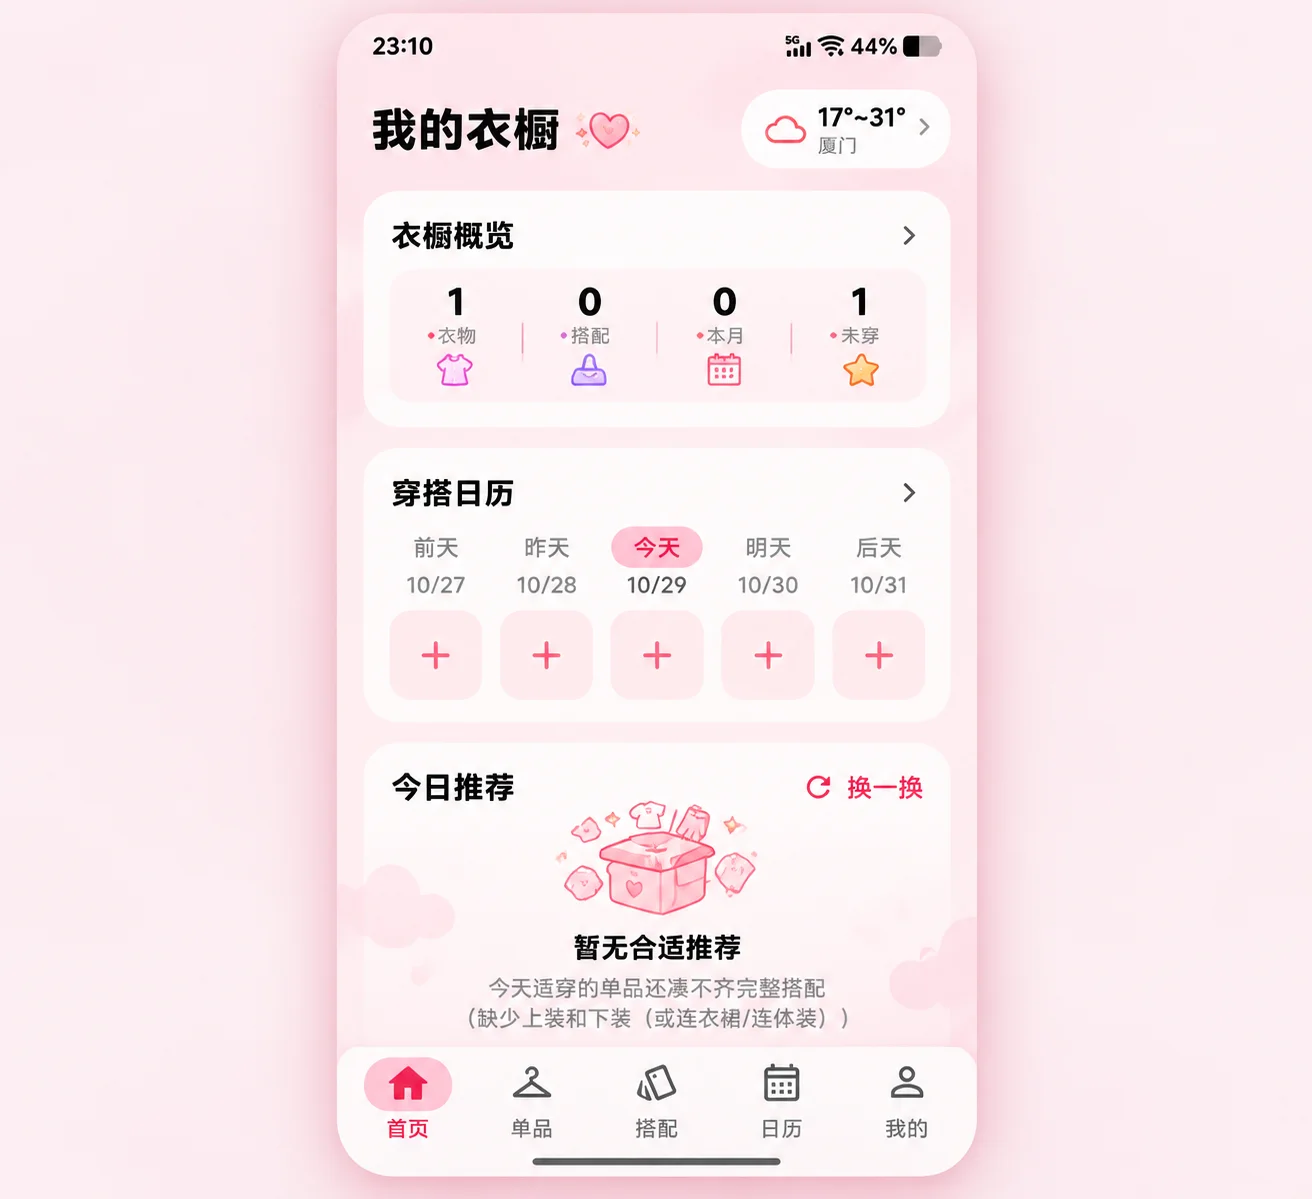 23:10
5G 44%
我的衣橱
17°~31°
厦门
衣橱概览
1 0 0 1
衣物 搭配 本月 未穿
穿搭日历
前天 昨天 今天 明天 后天
10/27 10/28 10/29 10/30 10/31
今日推荐 换一换
暂无合适推荐
今天适穿的单品还凑不齐完整搭配
（缺少上装和下装（或连衣裙/连体装））
首页 单品 搭配 日历 我的